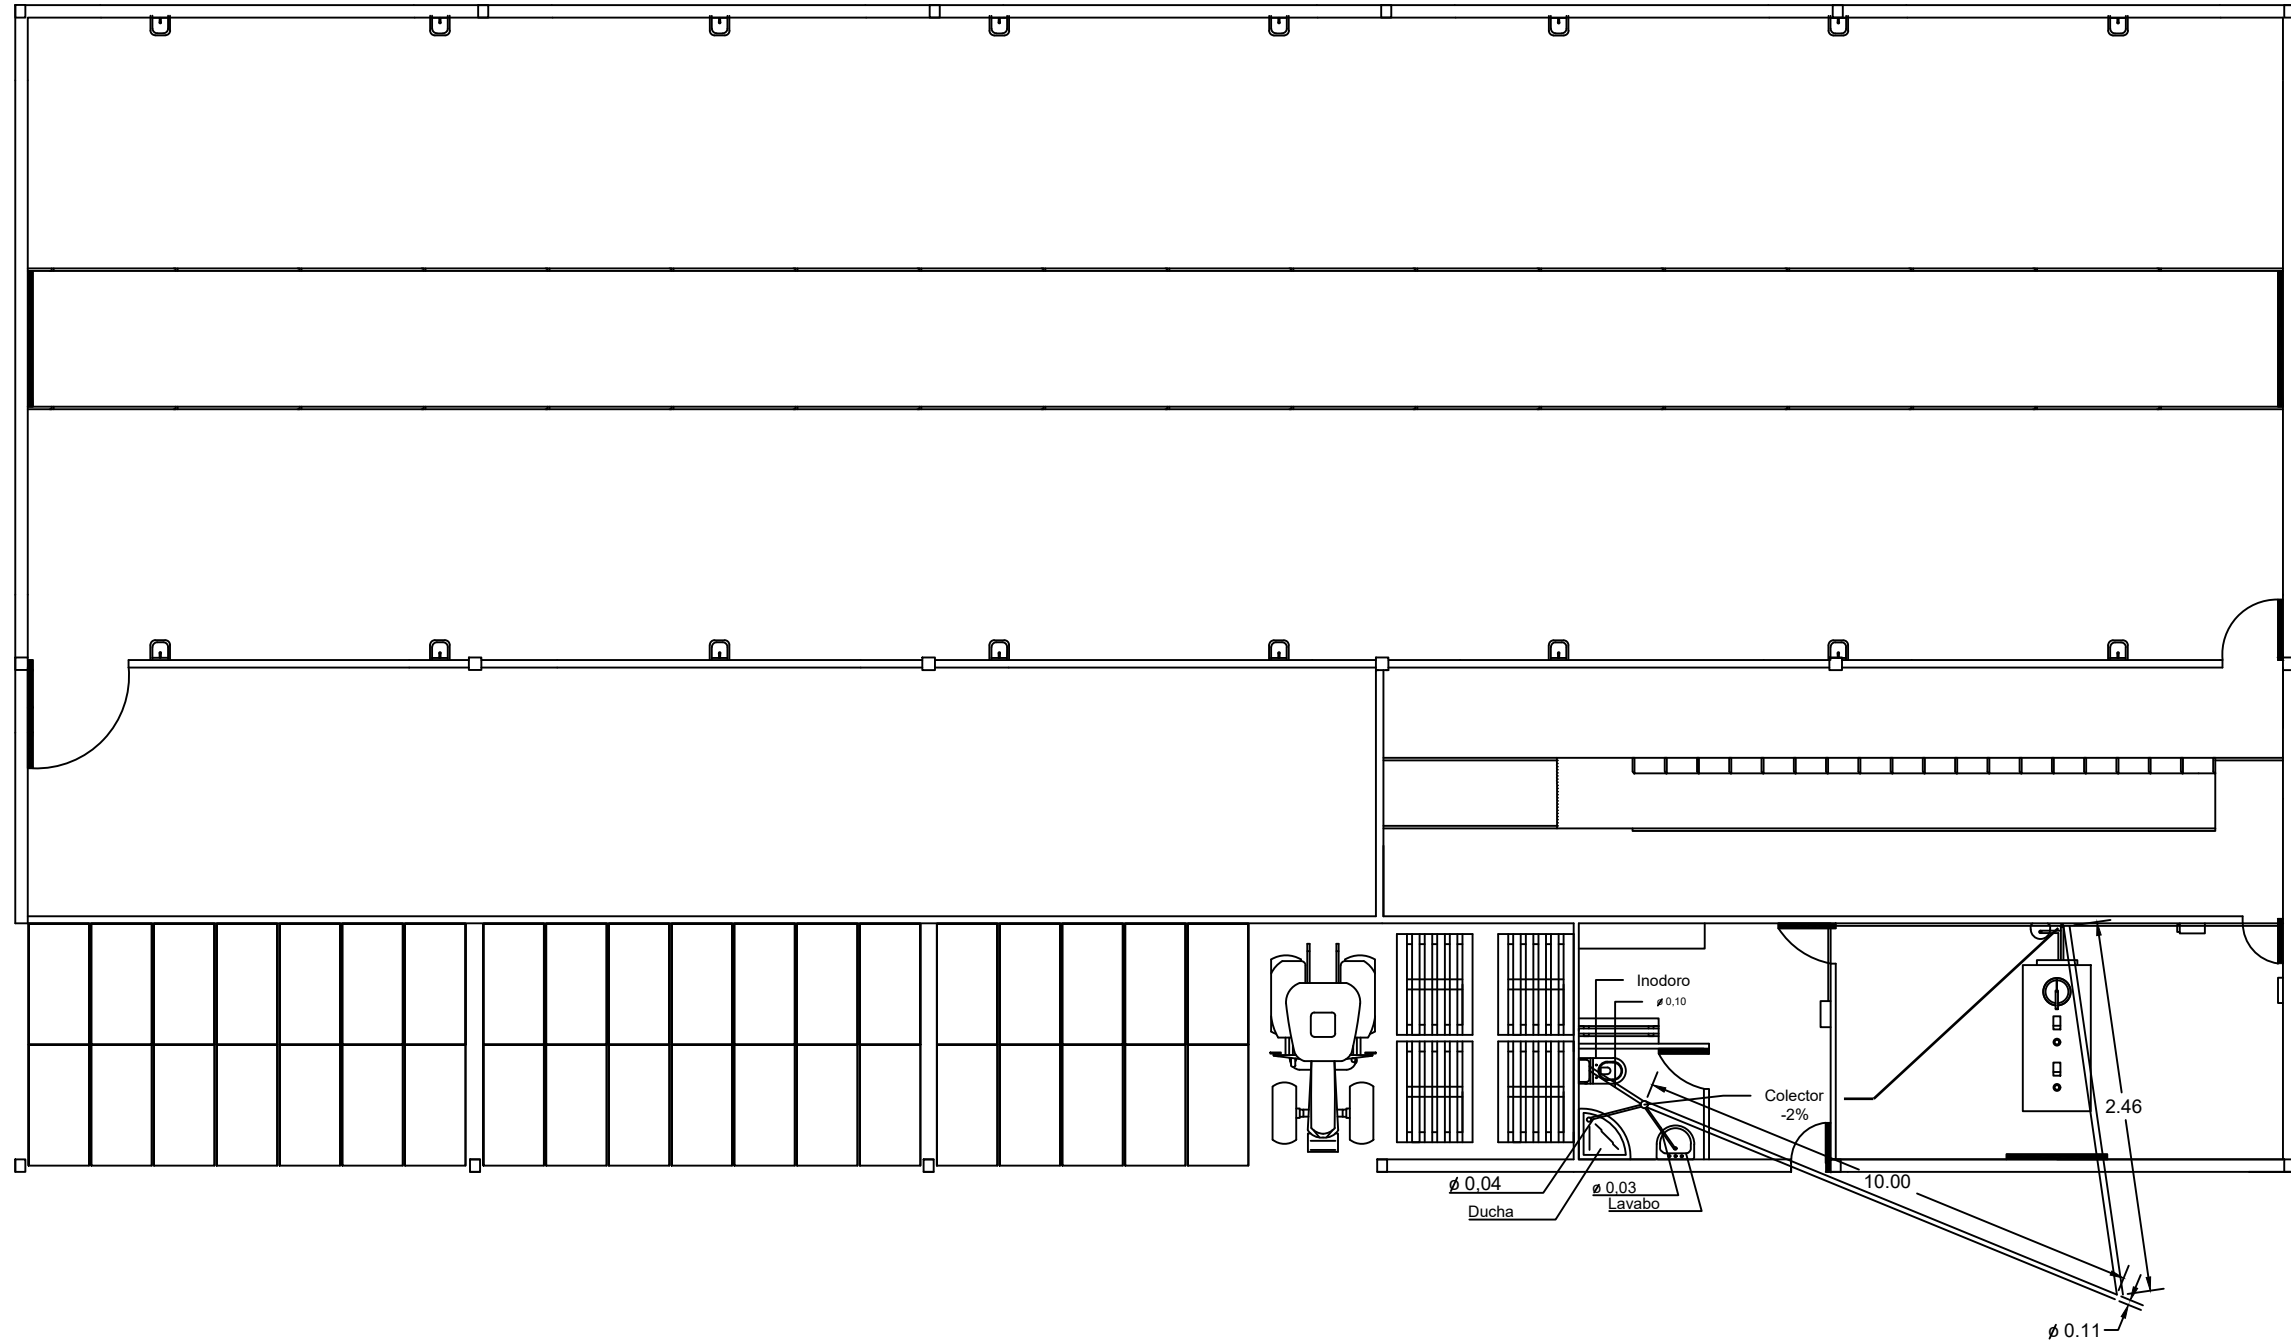 Inodoro
ø 0,10
Colector
-2%
2.46
ø 0,04
Ducha
ø 0,03
Lavabo
10.00
ø 0.11